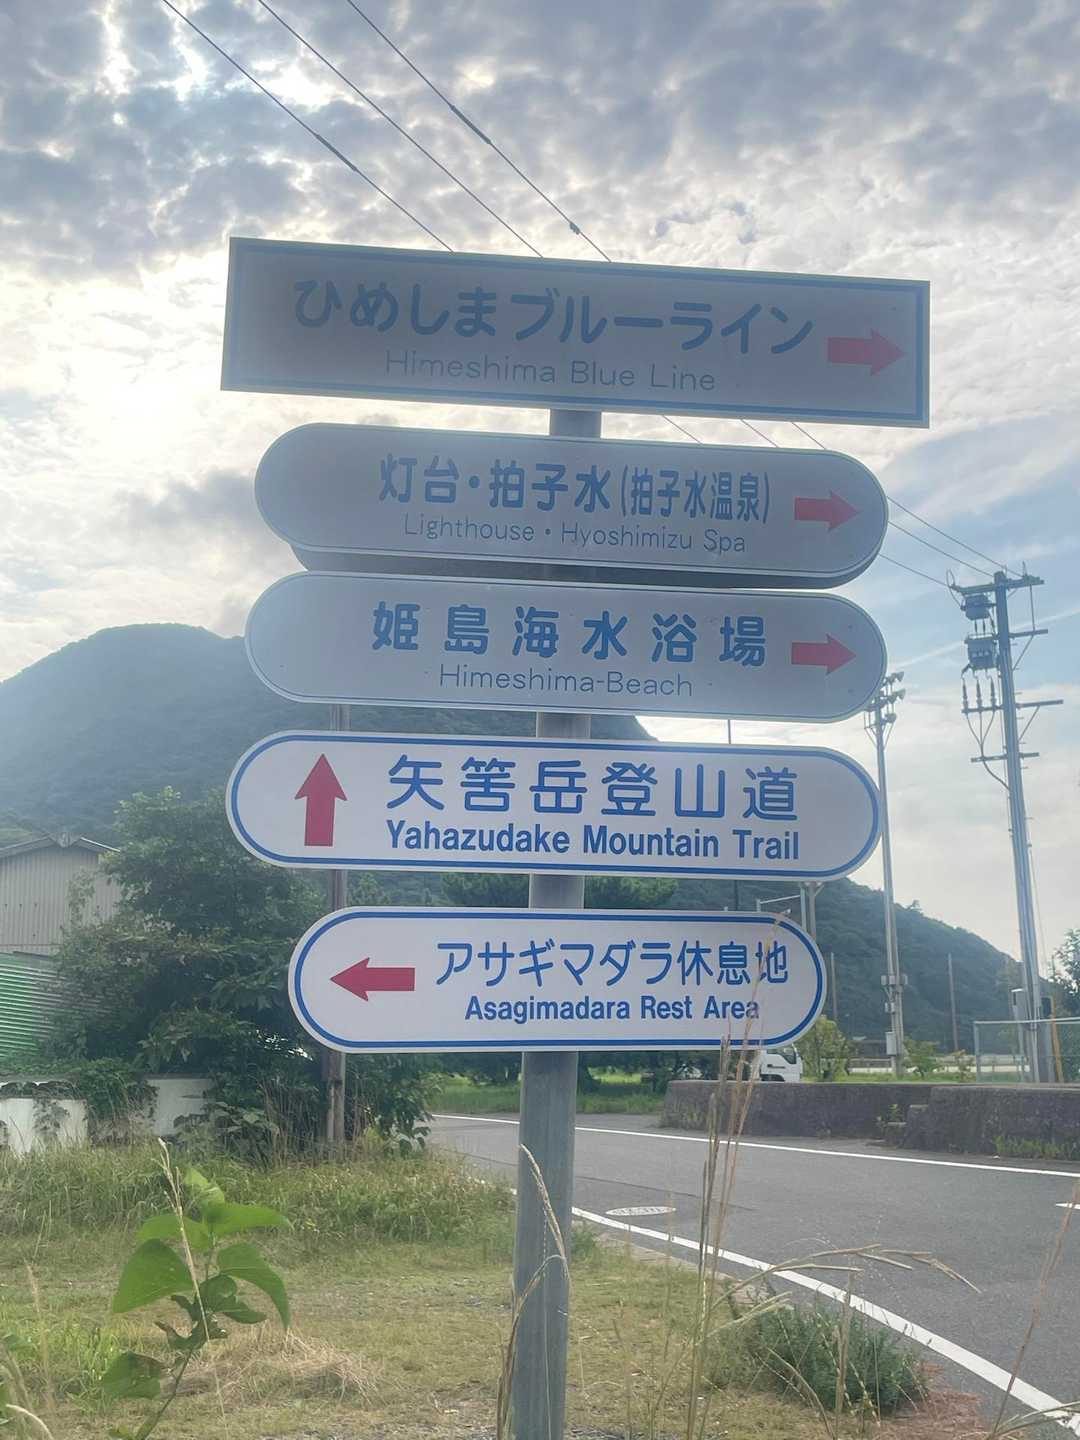 ひめしまブルーライン
Himeshima Blue Line
灯台・拍子水(拍子水温泉)
Lighthouse・Hyoshimizu Spa
姫島海水浴場
Himeshima-Beach
矢筈岳登山道
Yahazudake Mountain Trail
アサギマダラ休息地
Asagimadara Rest Area